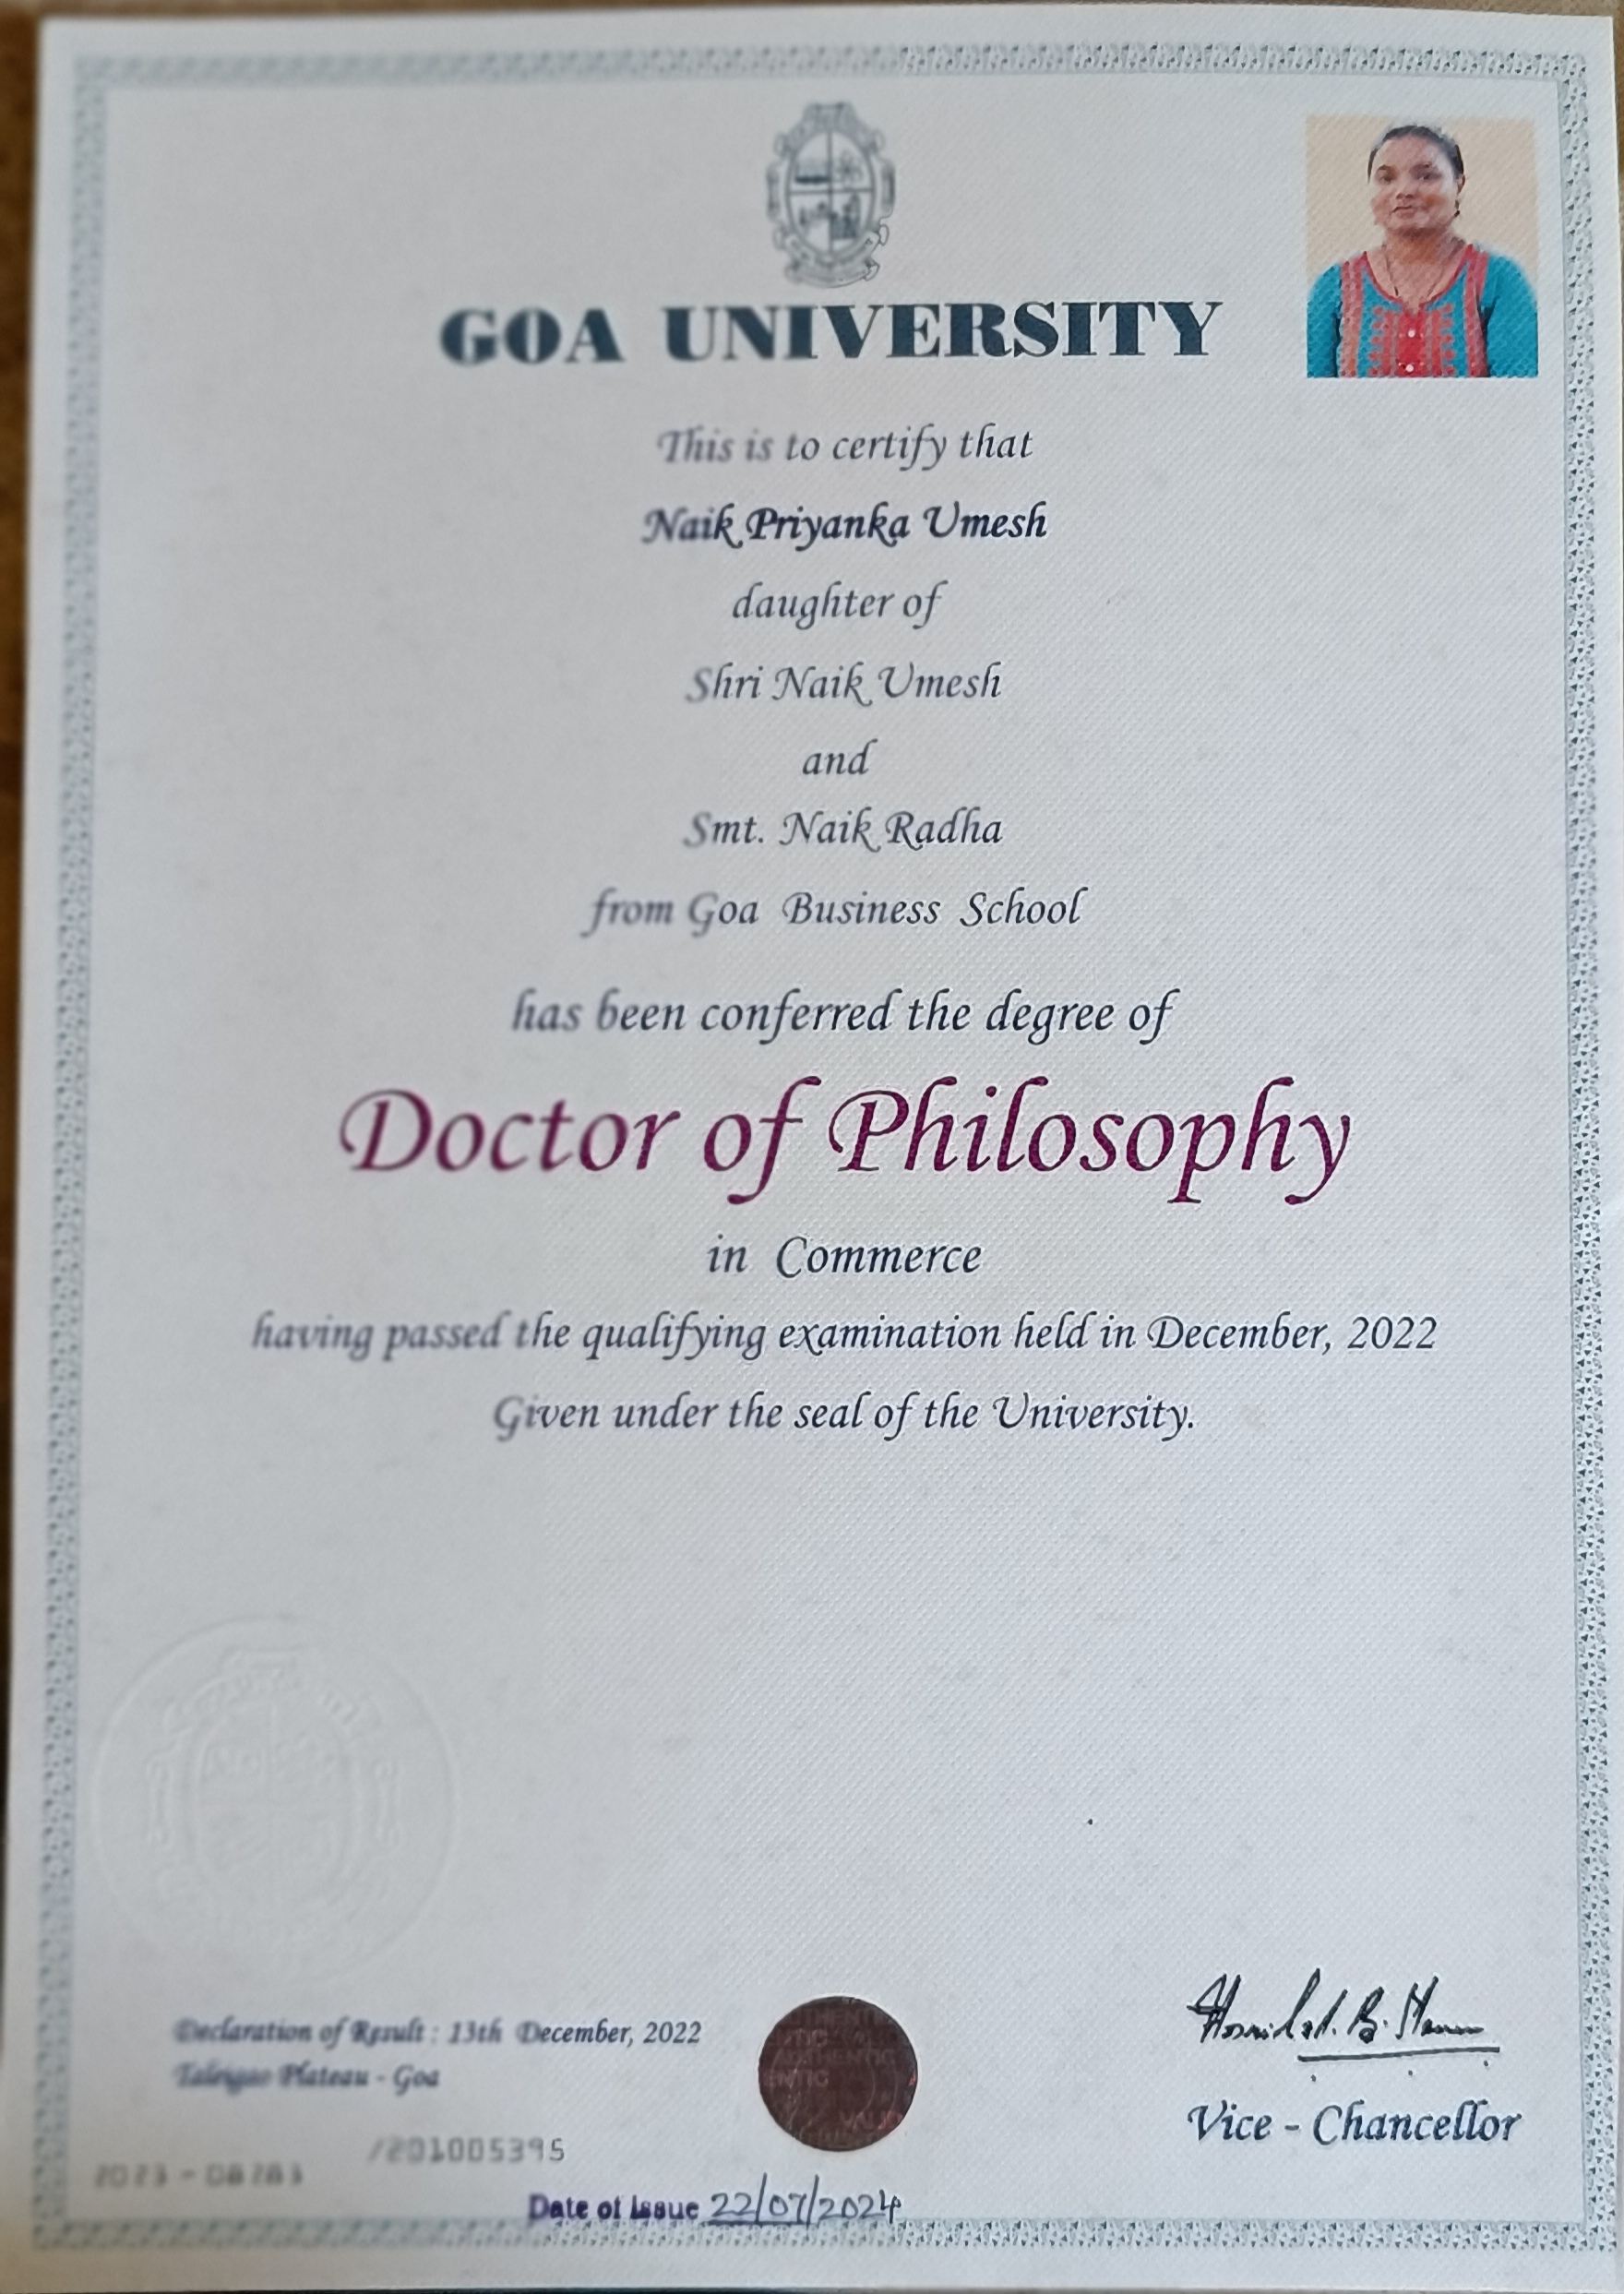 GOA UNIVERSITY
This is to certify that
Naik Priyanka Umesh
daughter of
Shri Naik Umesh
and
Smt. Naik Radha
from Goa Business School
has been conferred the degree of
Doctor of Philosophy
in Commerce
having passed the qualifying examination held in December, 2022
Given under the seal of the University.
Declaration of Result : 13th December, 2022
Taleigao Plateau - Goa
AUTHENTIC
Vice - Chancellor
/201005395
Date of Issue 22/07/2024